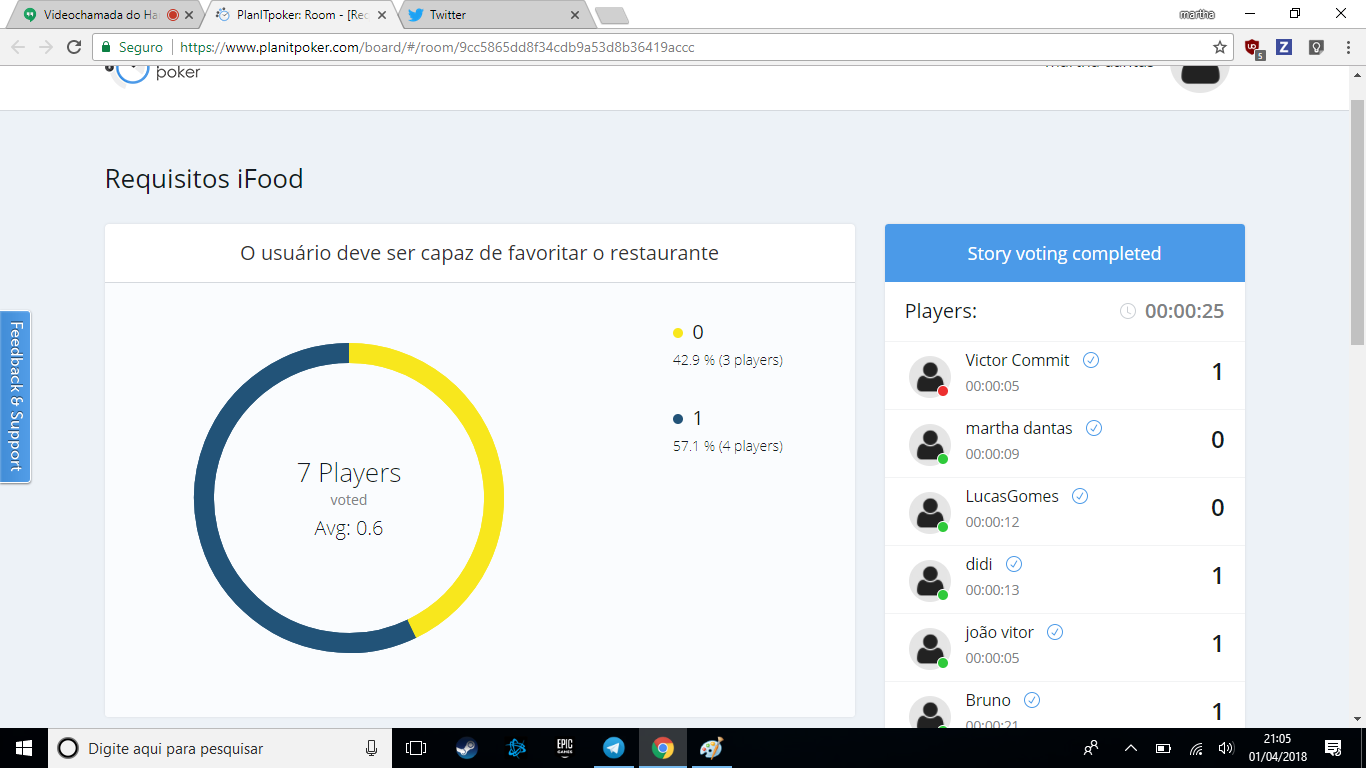 Videochamada do Ha
PlanITpoker: Room - [Rec
Twitter
martha
Seguro
https://www.planitpoker.com/board/#/room/9cc5865dd8f34cdb9a53d8b36419accc
5
poker
martha dantas
Requisitos iFood
O usuário deve ser capaz de favoritar o restaurante
0
42.9 % (3 players)
1
57.1 % (4 players)
7 Players
voted
Avg: 0.6
Story voting completed
Players:
00:00:25
Victor Commit
1
00:00:05
martha dantas
0
00:00:09
LucasGomes
0
00:00:12
didi
1
00:00:13
joão vitor
1
00:00:05
Bruno
1
00:00:21
Feedback & Support
Digite aqui para pesquisar
EPIC
GAMES
21:05
01/04/2018